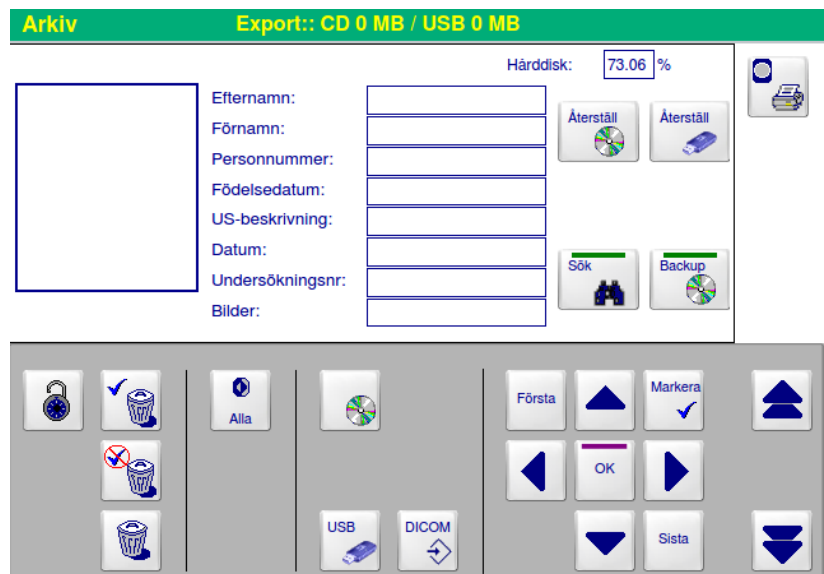 Arkiv
Export:: CD 0 MB / USB 0 MB
Hårddisk: 73.06 %
Efternamn:
Förnamn:
Personnummer:
Födelsedatum:
US-beskrivning:
Datum:
Undersökningsnr:
Bilder:
Återställ
Återställ
Sök
Backup
Alla
USB
DICOM
Första
Markera
OK
Sista